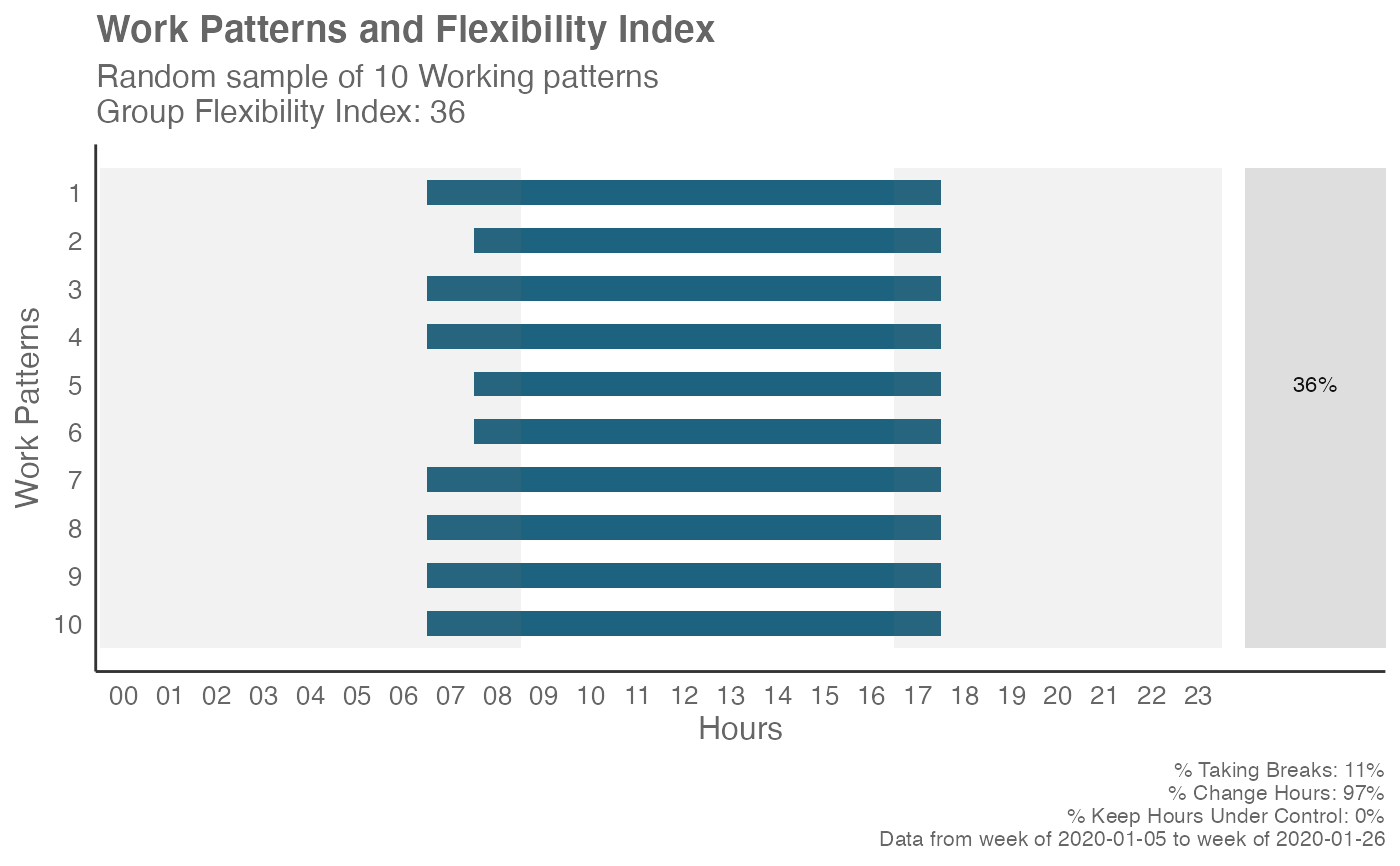 Work Patterns and Flexibility Index
Random sample of 10 Working patterns
Group Flexibility Index: 36
Work Patterns
1
2
3
4
5
6
7
8
9
10
36%
00 01 02 03 04 05 06 07 08 09 10 11 12 13 14 15 16 17 18 19 20 21 22 23
Hours
% Taking Breaks: 11%
% Change Hours: 97%
% Keep Hours Under Control: 0%
Data from week of 2020-01-05 to week of 2020-01-26